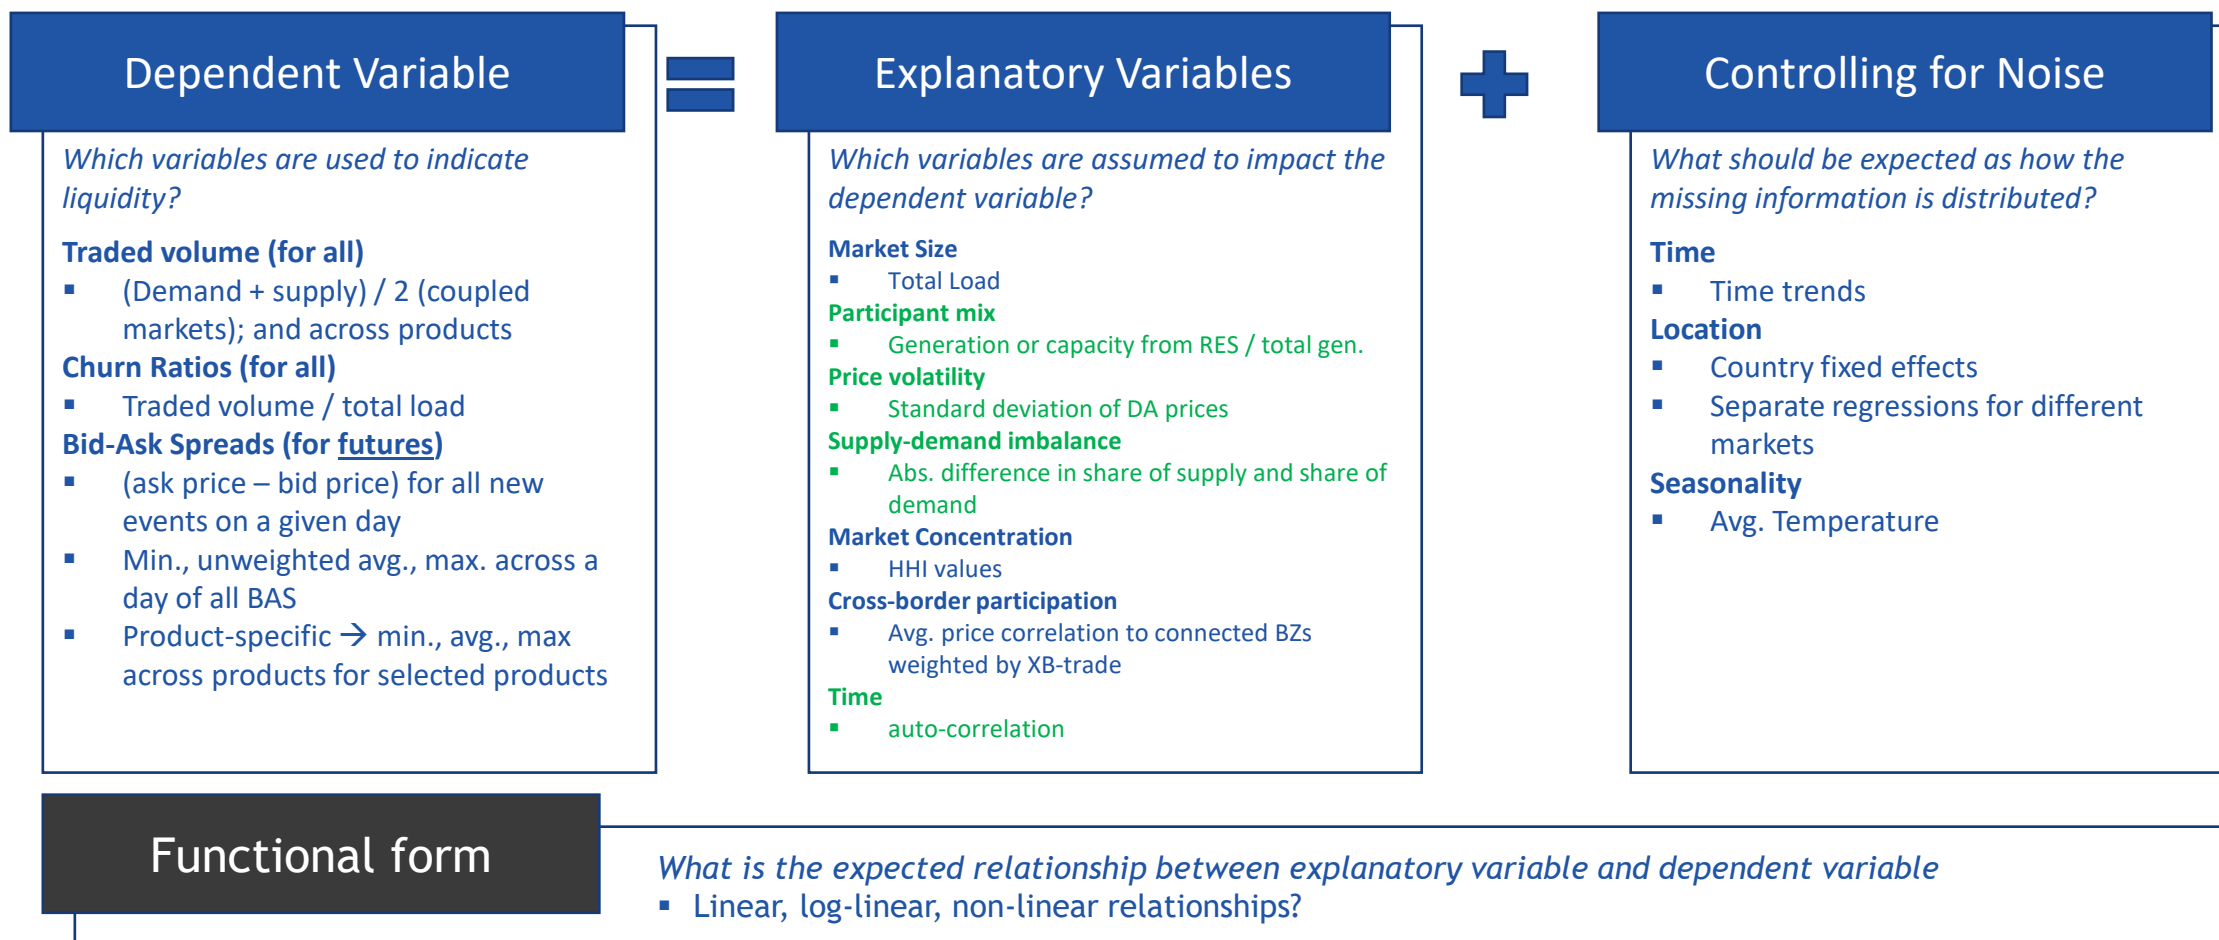 Dependent Variable
Which variables are used to indicate
liquidity?
Traded volume (for all)
▪ (Demand + supply) / 2 (coupled
markets); and across products
Churn Ratios (for all)
▪ Traded volume / total load
Bid-Ask Spreads (for futures)
▪ (ask price – bid price) for all new
events on a given day
▪ Min., unweighted avg., max. across a
day of all BAS
▪ Product-specific → min., avg., max
across products for selected products
Explanatory Variables
Which variables are assumed to impact the
dependent variable?
Market Size
▪ Total Load
Participant mix
▪ Generation or capacity from RES / total gen.
Price volatility
▪ Standard deviation of DA prices
Supply-demand imbalance
▪ Abs. difference in share of supply and share of
demand
Market Concentration
▪ HHI values
Cross-border participation
▪ Avg. price correlation to connected BZs
weighted by XB-trade
Time
▪ auto-correlation
Controlling for Noise
What should be expected as how the
missing information is distributed?
Time
▪ Time trends
Location
▪ Country fixed effects
▪ Separate regressions for different
markets
Seasonality
▪ Avg. Temperature
Functional form
What is the expected relationship between explanatory variable and dependent variable
▪ Linear, log-linear, non-linear relationships?